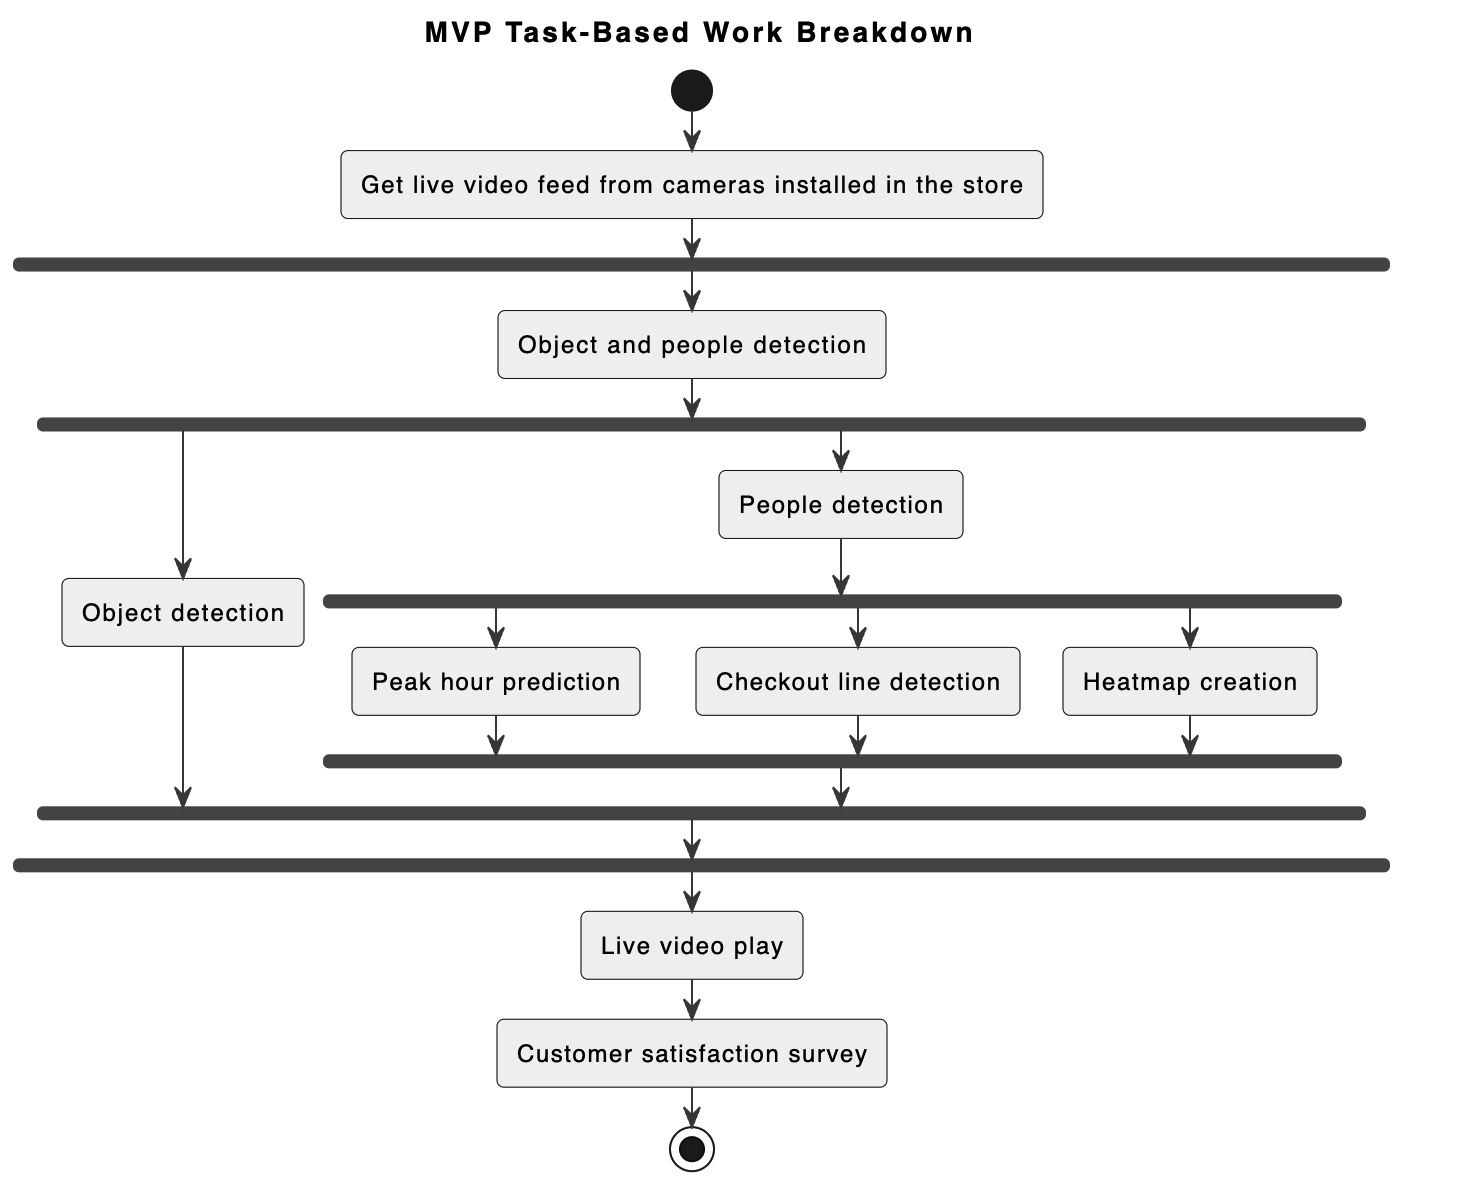 MVP Task-Based Work Breakdown
Get live video feed from cameras installed in the store
Object and people detection
People detection
Object detection
Peak hour prediction
Checkout line detection
Heatmap creation
Live video play
Customer satisfaction survey